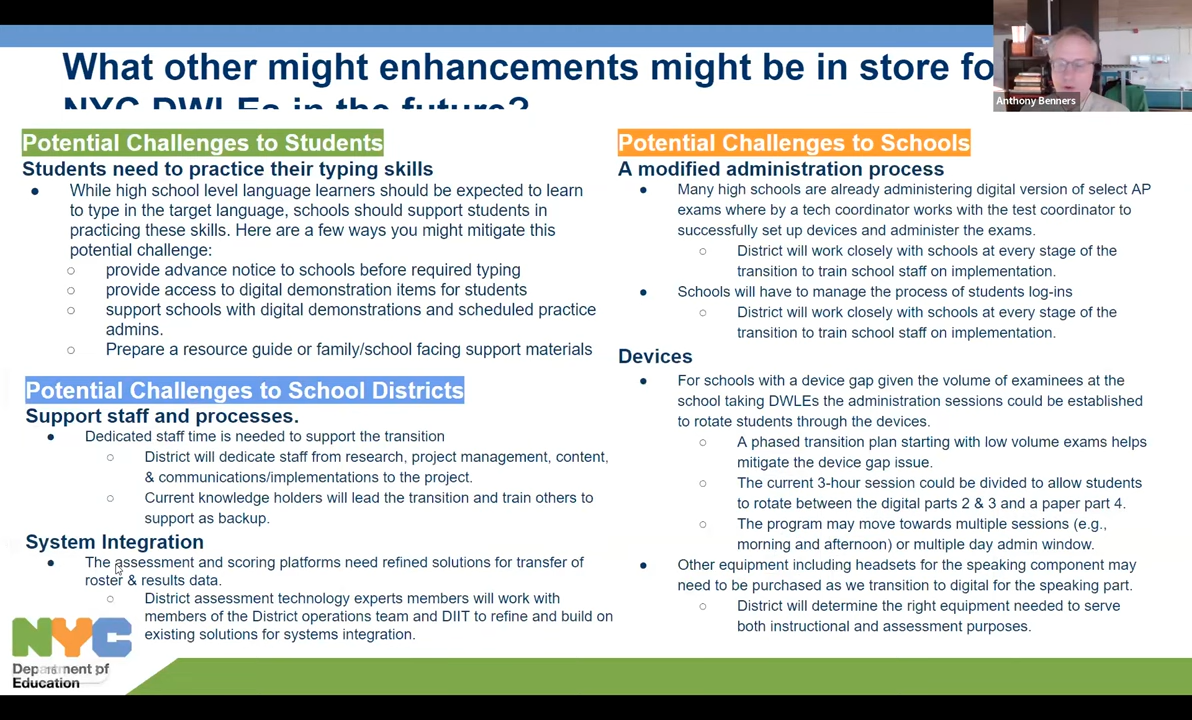 What other might enhancements might be in store fo
NYC DWLEs in the future?
Anthony Benners
Potential Challenges to Students
Students need to practice their typing skills
● While high school level language learners should be expected to learn
to type in the target language, schools should support students in
practicing these skills. Here are a few ways you might mitigate this
potential challenge:
○ provide advance notice to schools before required typing
○ provide access to digital demonstration items for students
○ support schools with digital demonstrations and scheduled practice
admins.
○ Prepare a resource guide or family/school facing support materials
Potential Challenges to School Districts
Support staff and processes.
● Dedicated staff time is needed to support the transition
○ District will dedicate staff from research, project management, content,
& communications/implementations to the project.
○ Current knowledge holders will lead the transition and train others to
support as backup.
System Integration
● The assessment and scoring platforms need refined solutions for transfer of
roster & results data.
○ District assessment technology experts members will work with
members of the District operations team and DIIT to refine and build on
existing solutions for systems integration.
Potential Challenges to Schools
A modified administration process
● Many high schools are already administering digital version of select AP
exams where by a tech coordinator works with the test coordinator to
successfully set up devices and administer the exams.
○ District will work closely with schools at every stage of the
transition to train school staff on implementation.
● Schools will have to manage the process of students log-ins
○ District will work closely with schools at every stage of the
transition to train school staff on implementation.
Devices
● For schools with a device gap given the volume of examinees at the
school taking DWLEs the administration sessions could be established
to rotate students through the devices.
○ A phased transition plan starting with low volume exams helps
mitigate the device gap issue.
○ The current 3-hour session could be divided to allow students
to rotate between the digital parts 2 & 3 and a paper part 4.
○ The program may move towards multiple sessions (e.g.,
morning and afternoon) or multiple day admin window.
● Other equipment including headsets for the speaking component may
need to be purchased as we transition to digital for the speaking part.
○ District will determine the right equipment needed to serve
both instructional and assessment purposes.
NYC
Department of
Education
16